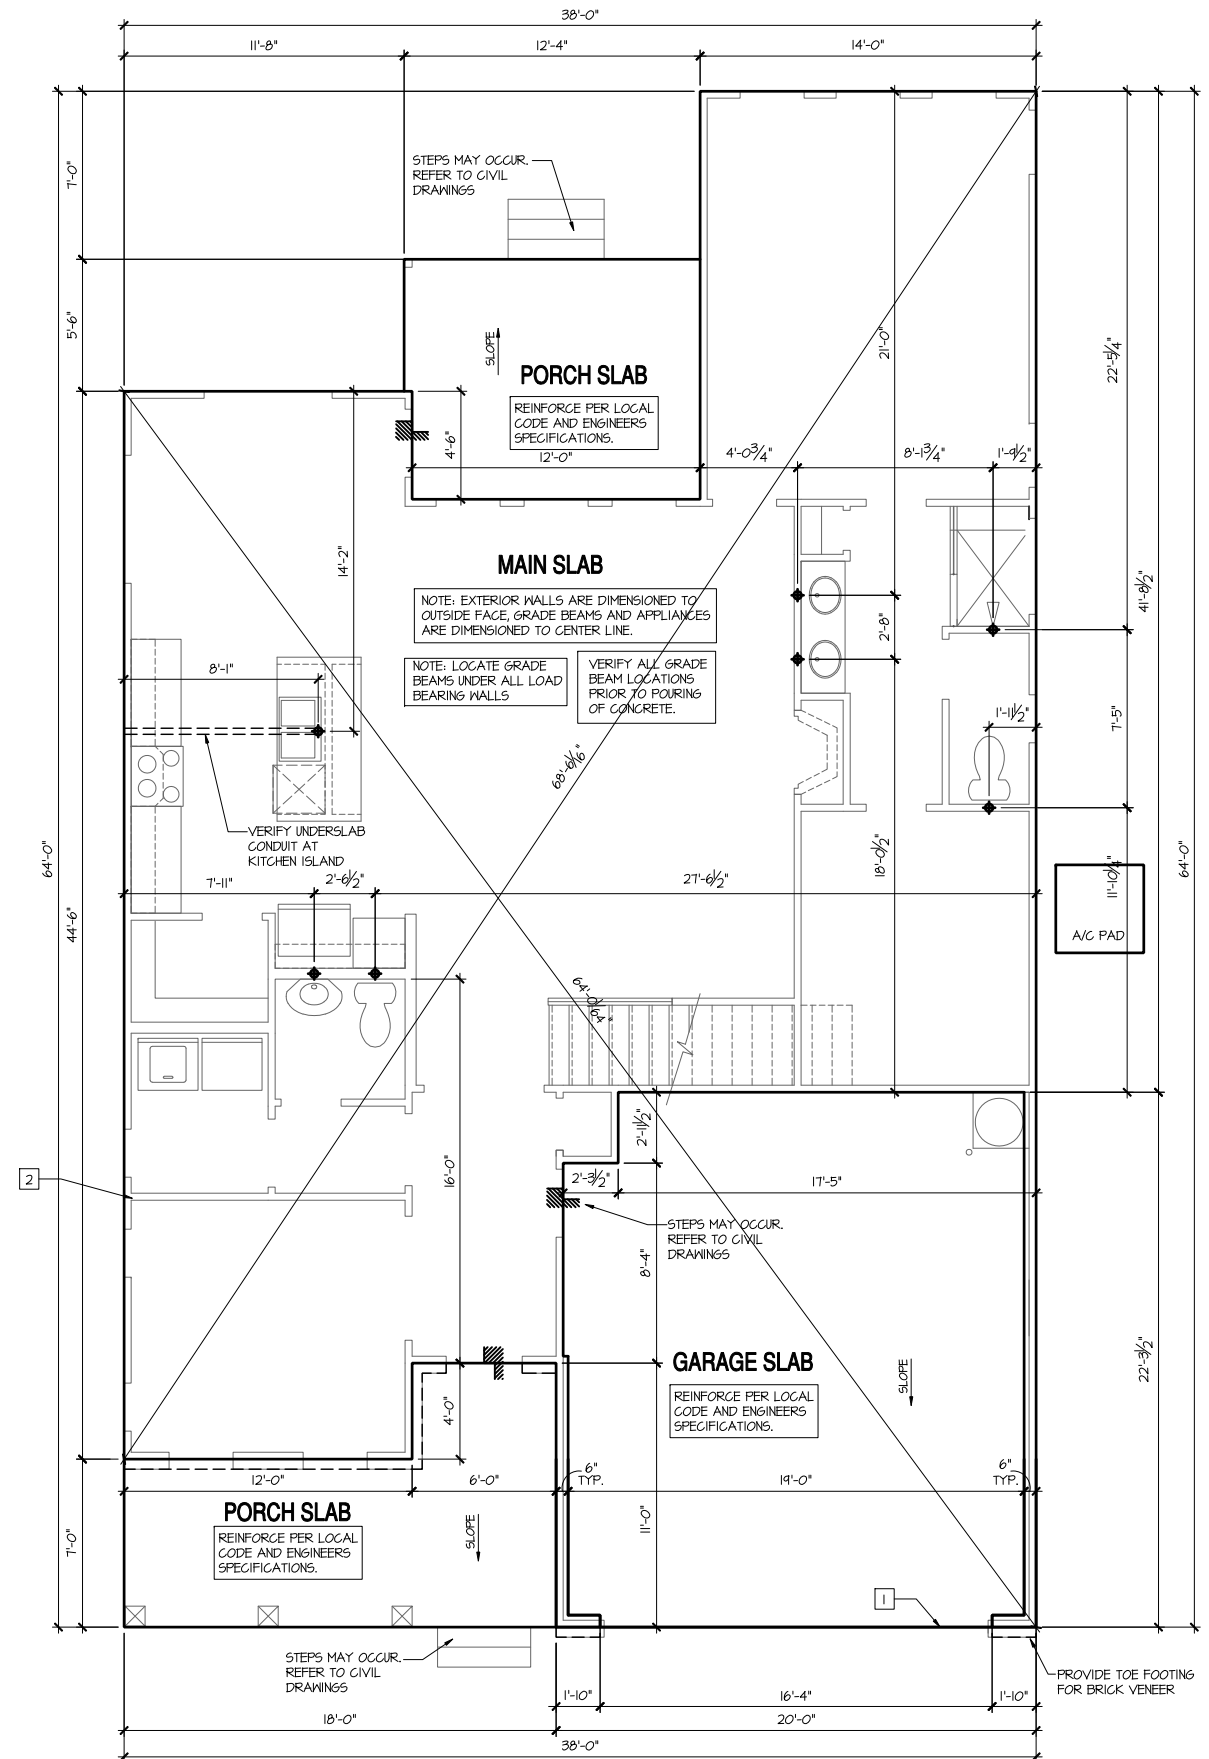 38'-0"
11'-8"
12'-4"
14'-0"
7'-0"
STEPS MAY OCCUR.
REFER TO CIVIL
DRAWINGS
5'-6"
SLOPE
PORCH SLAB
REINFORCE PER LOCAL
CODE AND ENGINEERS
SPECIFICATIONS.
21'-0"
22'-5 1/4"
4'-6"
12'-0"
4'-0 3/4"
8'-1 3/4"
1'-9 1/2"
14'-2"
MAIN SLAB
NOTE: EXTERIOR WALLS ARE DIMENSIONED TO
OUTSIDE FACE, GRADE BEAMS AND APPLIANCES
ARE DIMENSIONED TO CENTER LINE.
41'-8 1/2"
2'-8"
8'-1"
NOTE: LOCATE GRADE
BEAMS UNDER ALL LOAD
BEARING WALLS
VERIFY ALL GRADE
BEAM LOCATIONS
PRIOR TO POURING
OF CONCRETE.
1'-11 1/2"
7'-5"
VERIFY UNDERSLAB
CONDUIT AT
KITCHEN ISLAND
64'-0"
44'-6"
18'-0 1/2"
11'-10 1/4"
64'-0"
7'-11"
2'-6 1/2"
27'-6 1/2"
A/C PAD
2'-11 1/2"
16'-0"
2
2'-3 1/2"
17'-5"
STEPS MAY OCCUR.
REFER TO CIVIL
DRAWINGS
8'-4"
22'-3 1/2"
GARAGE SLAB
REINFORCE PER LOCAL
CODE AND ENGINEERS
SPECIFICATIONS.
SLOPE
4'-0"
12'-0"
6'-0"
6"
TYP.
19'-0"
6"
TYP.
PORCH SLAB
REINFORCE PER LOCAL
CODE AND ENGINEERS
SPECIFICATIONS.
SLOPE
7'-0"
11'-0"
1
STEPS MAY OCCUR.
REFER TO CIVIL
DRAWINGS
PROVIDE TOE FOOTING
FOR BRICK VENEER
1'-10"
16'-4"
1'-10"
18'-0"
20'-0"
38'-0"